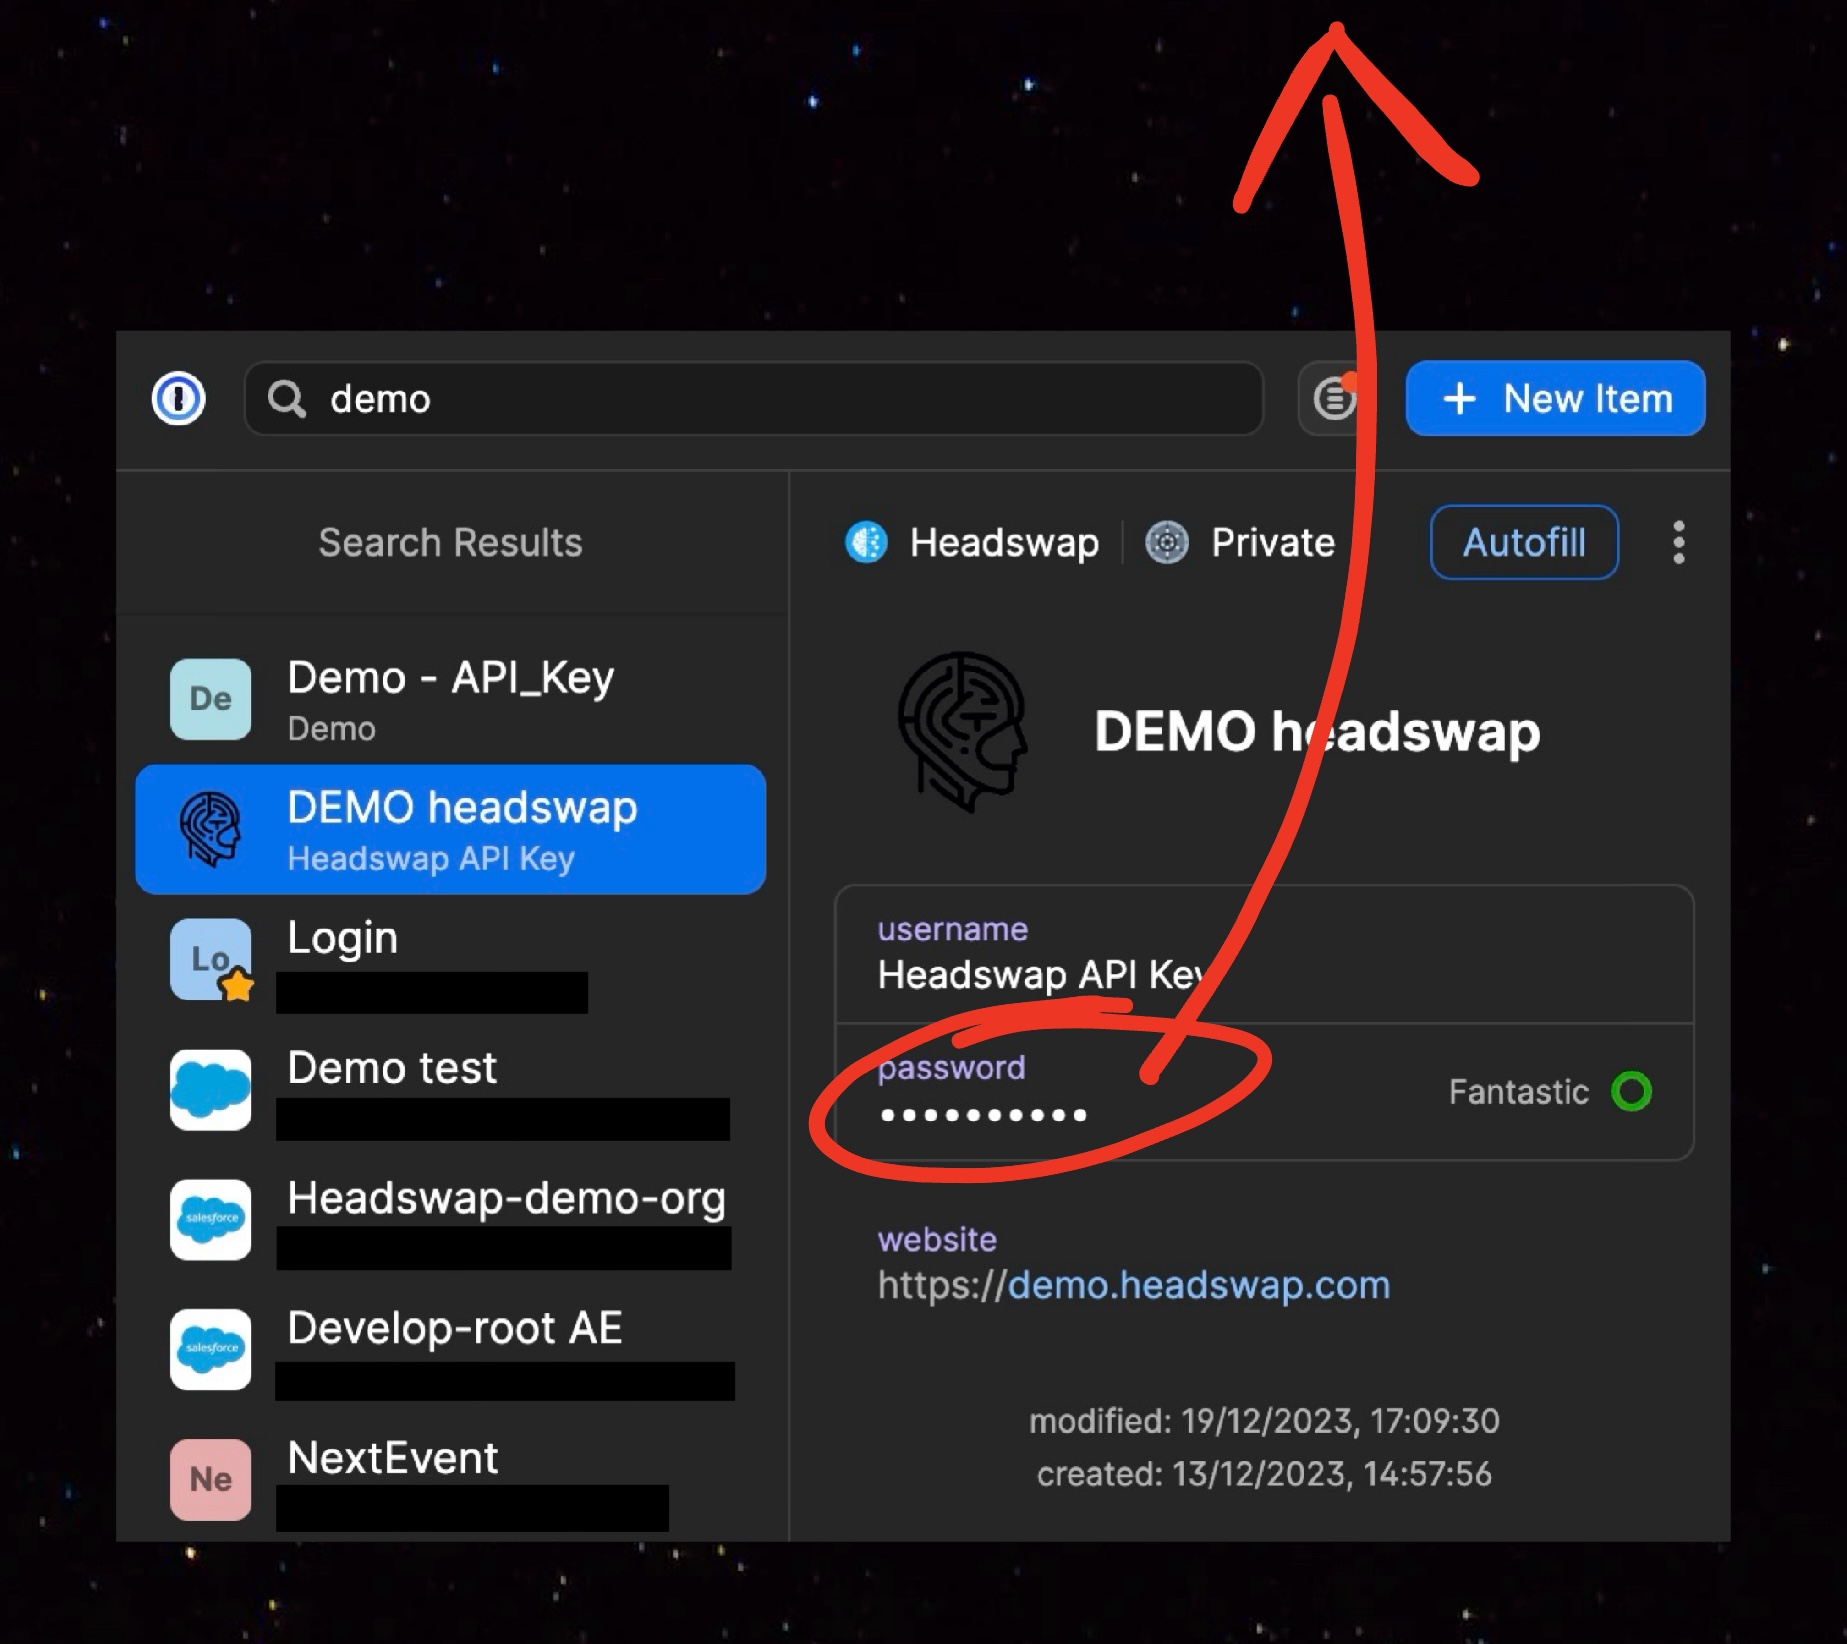 demo
+ New Item
Search Results
Headswap
Private
Autofill
De
Demo - API_Key
Demo
DEMO headswap
Headswap API Key
Lo
Login
Demo test
salesforce
Headswap-demo-org
salesforce
Develop-root AE
Ne
NextEvent
DEMO headswap
username
Headswap API Key
password
••••••••••
Fantastic
website
https://demo.headswap.com
modified: 19/12/2023, 17:09:30
created: 13/12/2023, 14:57:56